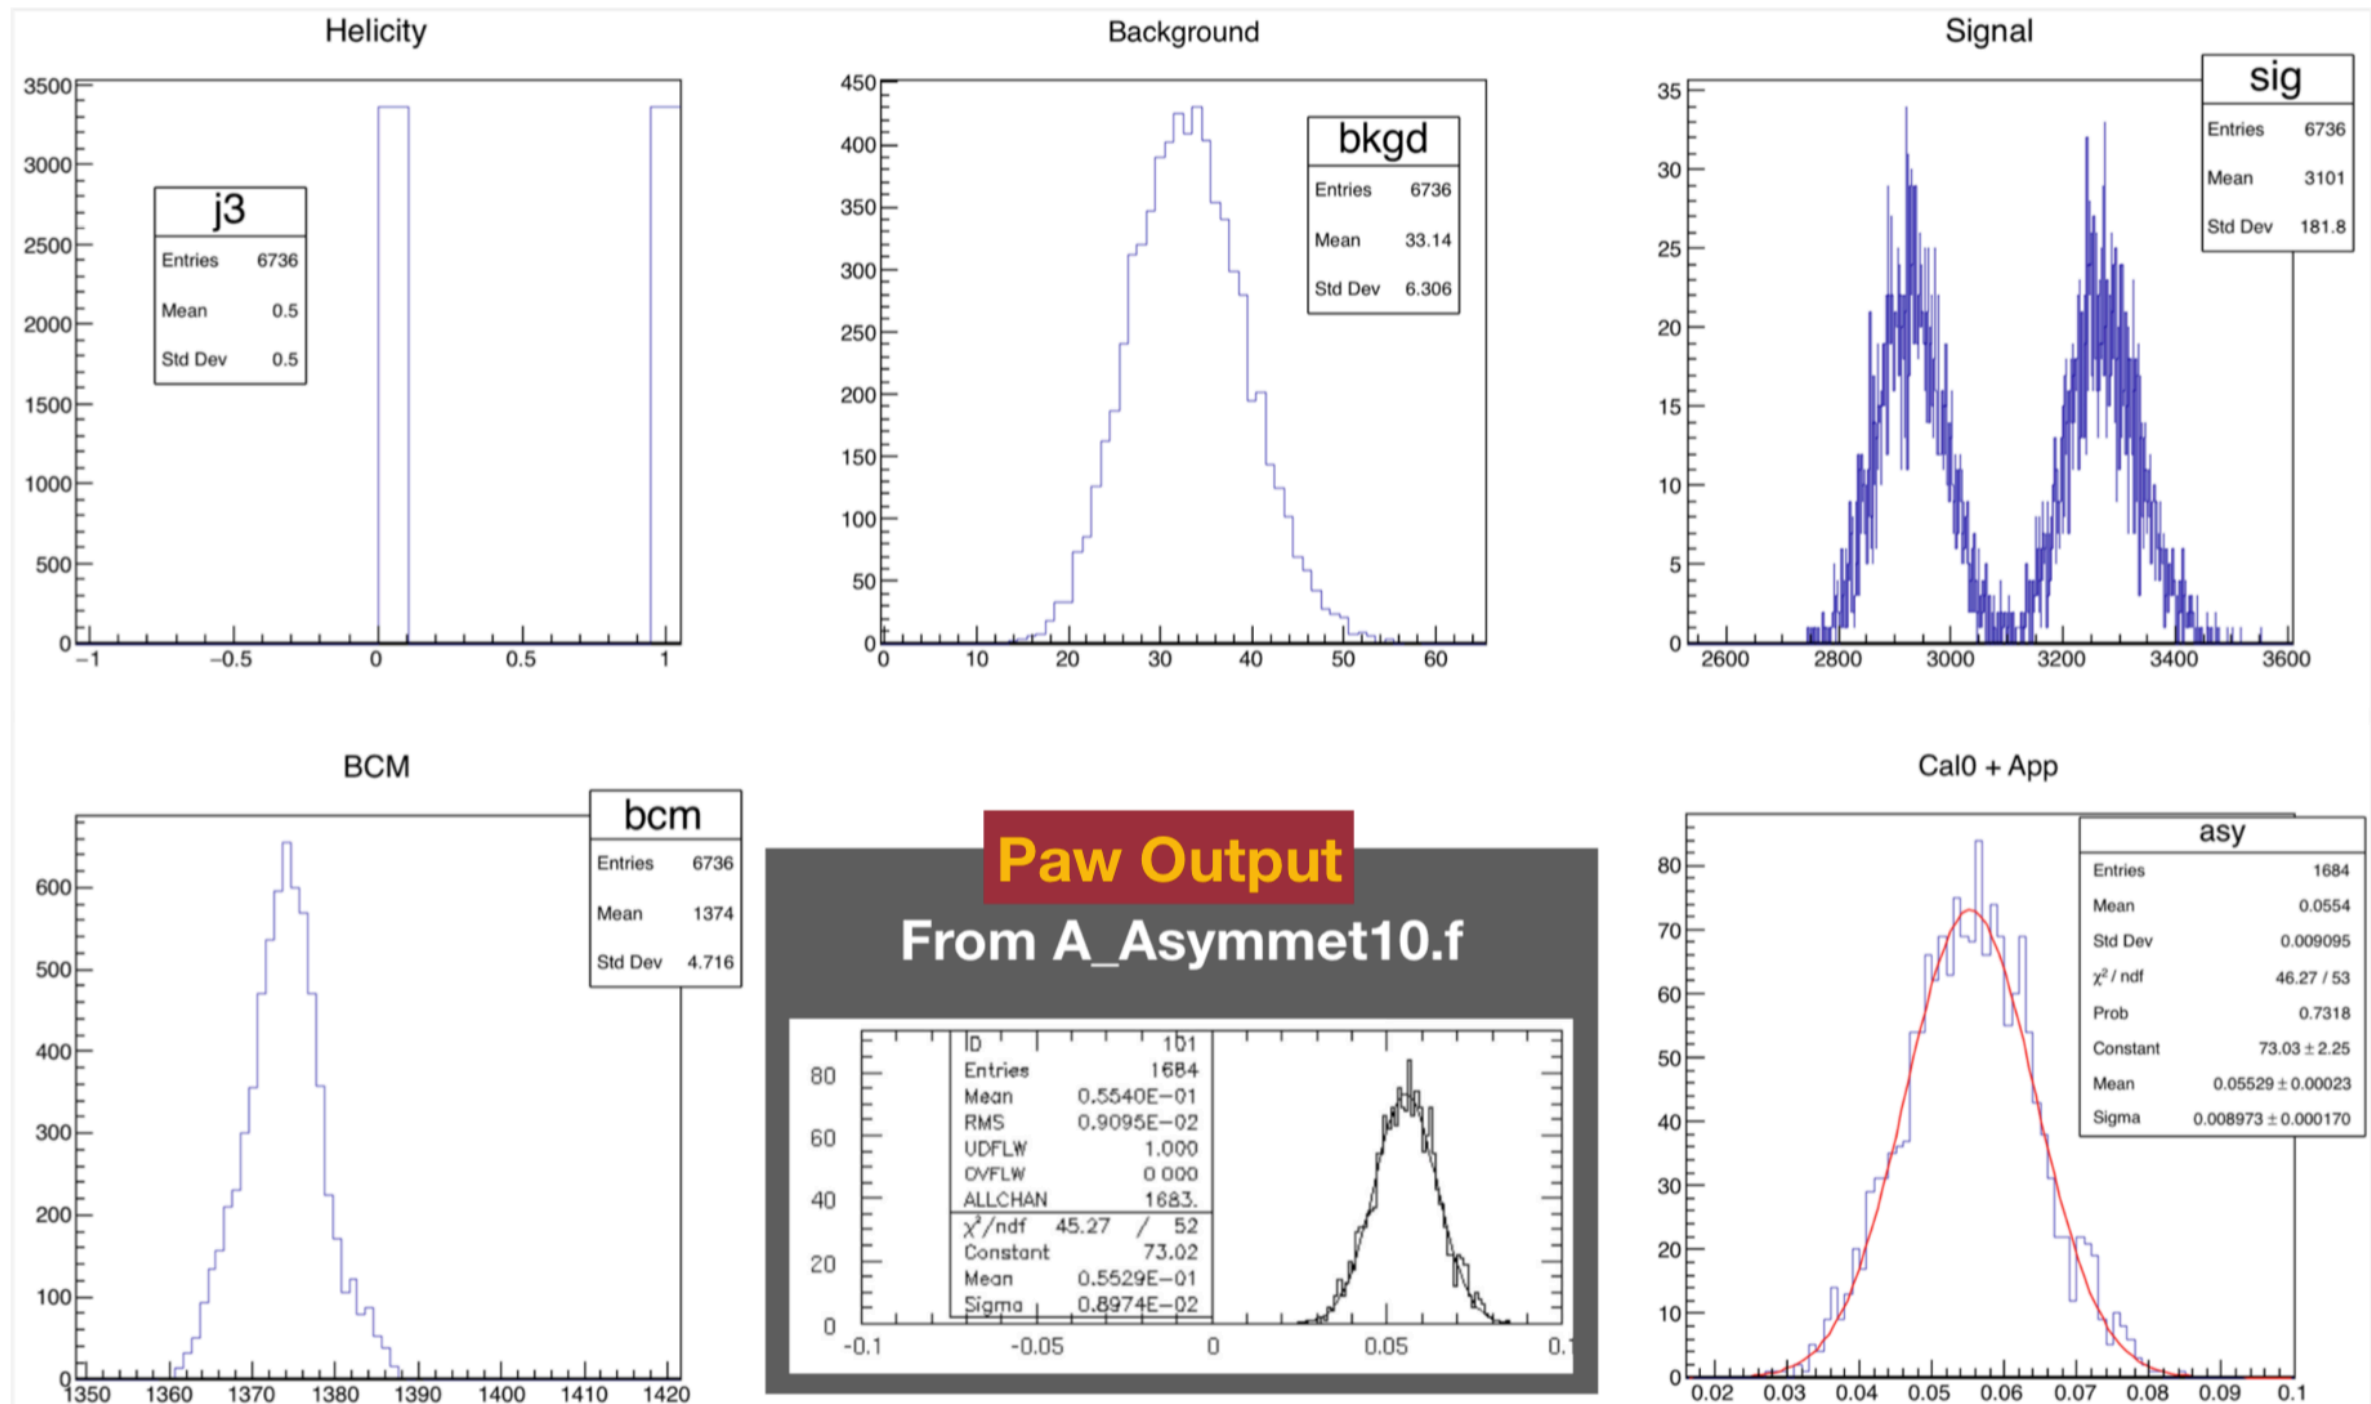 Helicity
3500
3000
2500
2000
1500
1000
500
0
−1 −0.5 0 0.5 1
j3
Entries 6736
Mean 0.5
Std Dev 0.5
Background
450
400
350
300
250
200
150
100
50
0
0 10 20 30 40 50 60
bkgd
Entries 6736
Mean 33.14
Std Dev 6.306
Signal
35
30
25
20
15
10
5
0
2600 2800 3000 3200 3400 3600
sig
Entries 6736
Mean 3101
Std Dev 181.8
BCM
600
500
400
300
200
100
0
1350 1360 1370 1380 1390 1400 1410 1420
bcm
Entries 6736
Mean 1374
Std Dev 4.716
Paw Output
From A_Asymmet10.f
80
60
40
20
0
-0.1 -0.05 0 0.05 0.1
ID 101
Entries 1684
Mean 0.5540E−01
RMS 0.9095E−02
UDFLW 1.000
OVFLW 0.000
ALLCHAN 1683.
χ²/ndf 45.27 / 52
Constant 73.02
Mean 0.5529E−01
Sigma 0.8974E−02
Cal0 + App
80
70
60
50
40
30
20
10
0
0.02 0.03 0.04 0.05 0.06 0.07 0.08 0.09 0.1
asy
Entries 1684
Mean 0.0554
Std Dev 0.009095
χ² / ndf 46.27 / 53
Prob 0.7318
Constant 73.03 ± 2.25
Mean 0.05529 ± 0.00023
Sigma 0.008973 ± 0.000170